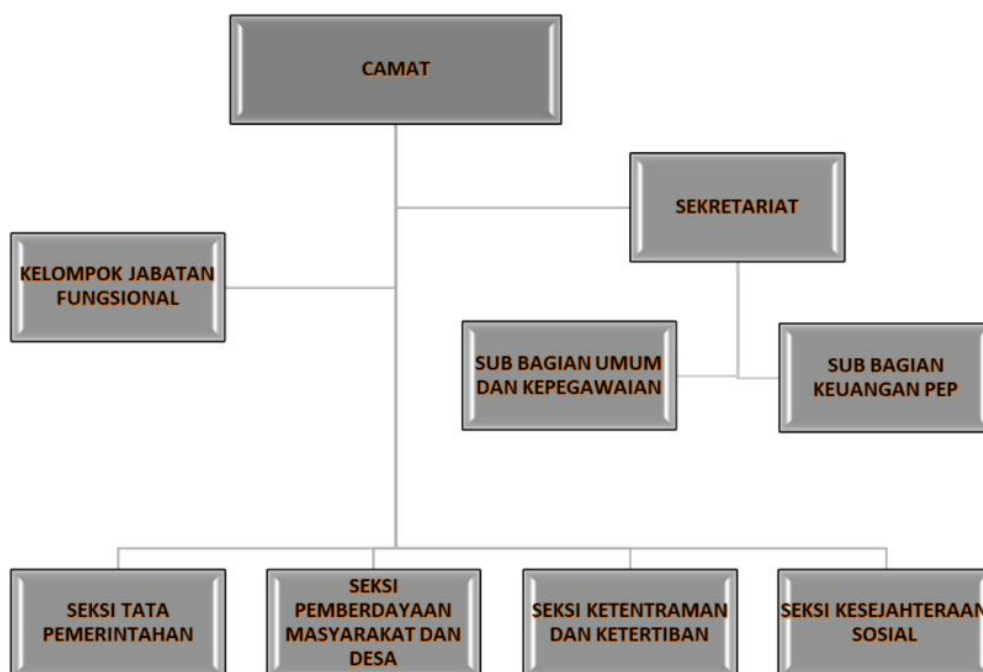 CAMAT
SEKRETARIAT
KELOMPOK JABATAN
FUNGSIONAL
SUB BAGIAN UMUM
DAN KEPEGAWAIAN
SUB BAGIAN
KEUANGAN PEP
SEKSI TATA
PEMERINTAHAN
SEKSI
PEMBERDAYAAN
MASYARAKAT DAN
DESA
SEKSI KETENTRAMAN
DAN KETERTIBAN
SEKSI KESEJAHTERAAN
SOSIAL